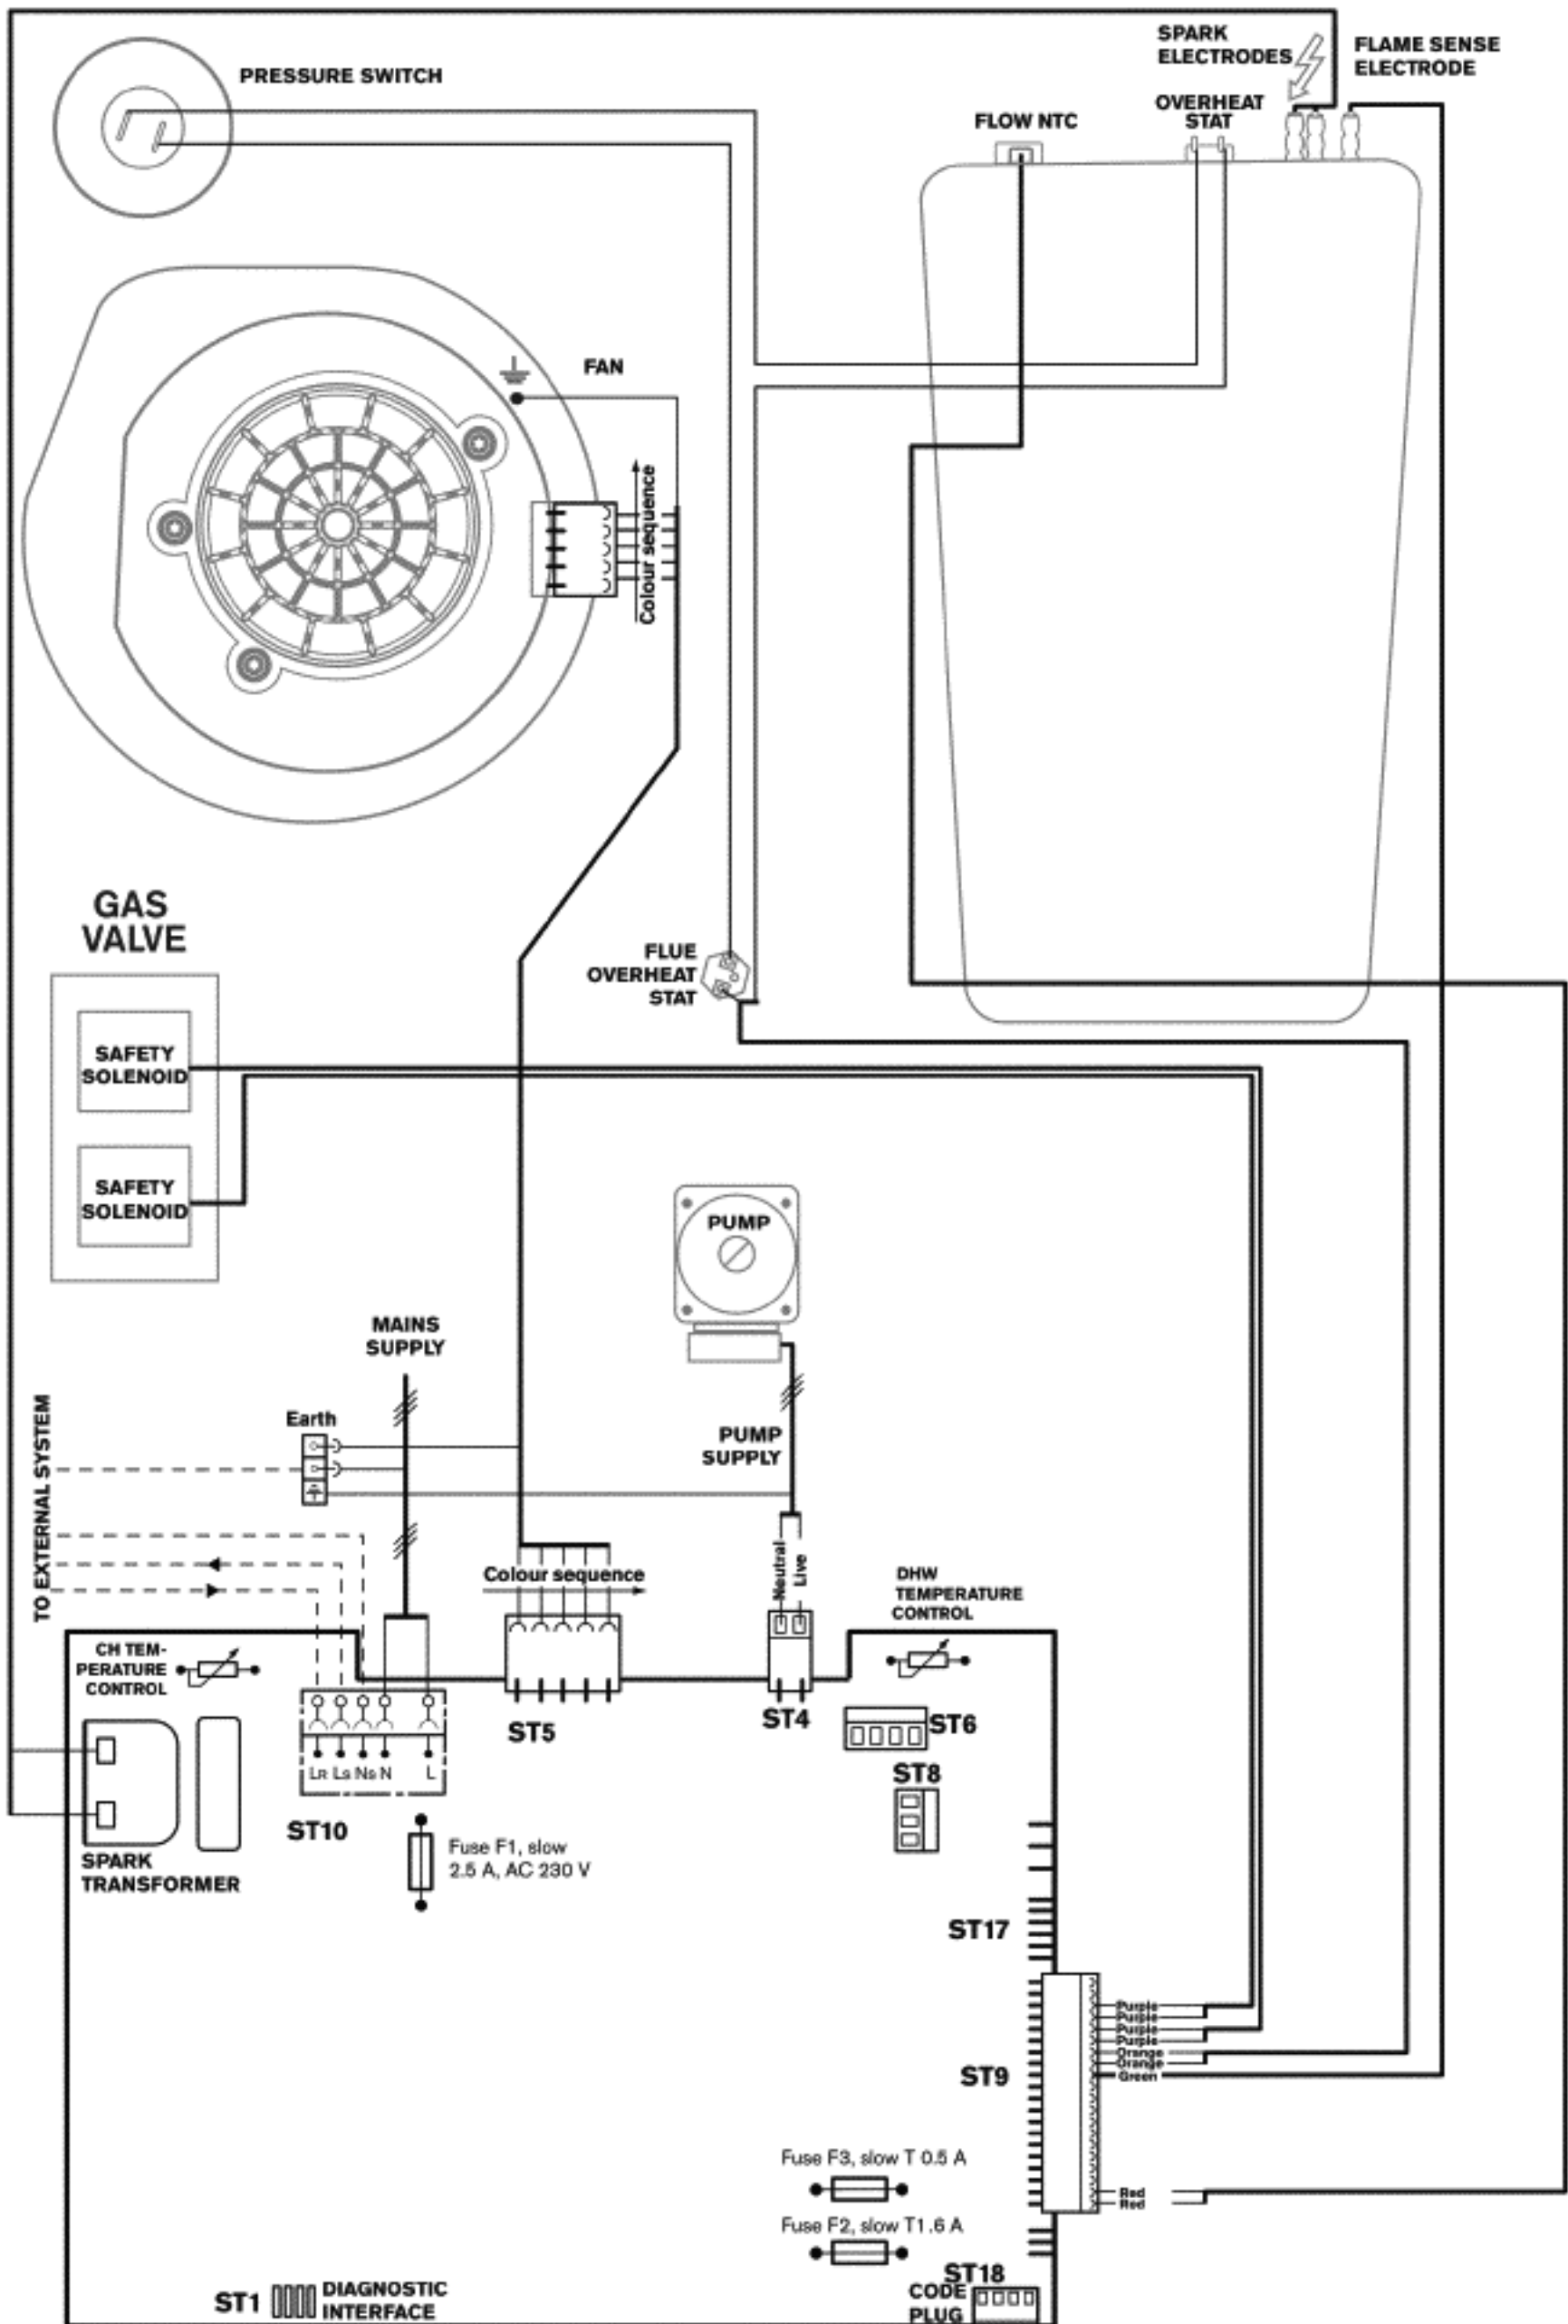 SPARK
ELECTRODES
FLAME SENSE
ELECTRODE
PRESSURE SWITCH
OVERHEAT
STAT
FLOW NTC
FAN
Colour sequence
GAS
VALVE
FLUE
OVERHEAT
STAT
SAFETY
SOLENOID
SAFETY
SOLENOID
PUMP
MAINS
SUPPLY
TO EXTERNAL SYSTEM
Earth
PUMP
SUPPLY
Neutral
Live
Colour sequence
DHW
TEMPERATURE
CONTROL
CH TEM-
PERATURE
CONTROL
ST5
ST4
ST6
ST8
LR LS NS N L
ST10
Fuse F1, slow
2.5 A, AC 230 V
SPARK
TRANSFORMER
ST17
Purple
Purple
Purple
Purple
Orange
Orange
Green
ST9
Fuse F3, slow T 0.5 A
Red
Red
Fuse F2, slow T1.6 A
ST18
CODE
PLUG
ST1
DIAGNOSTIC
INTERFACE